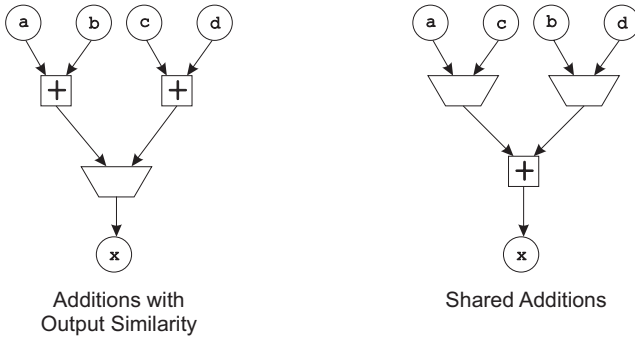 a b c d
+ +
x
Additions with
Output Similarity
a c b d
+
x
Shared Additions